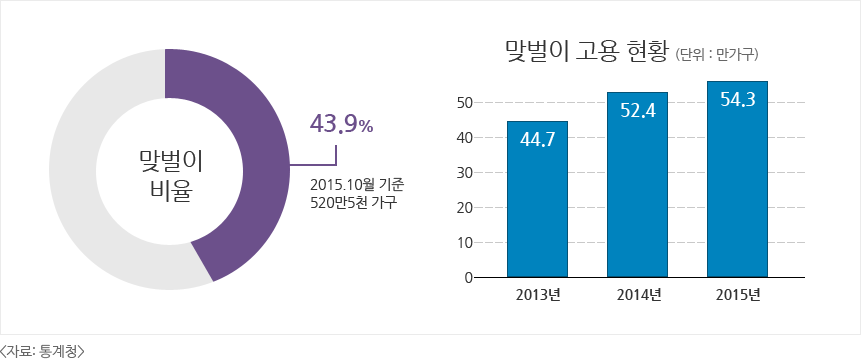 맞벌이
비율
43.9%
2015.10월 기준
520만5천 가구
맞벌이 고용 현황 (단위 : 만가구)
50
40
30
20
10
0
44.7
52.4
54.3
2013년
2014년
2015년
<자료: 통계청>